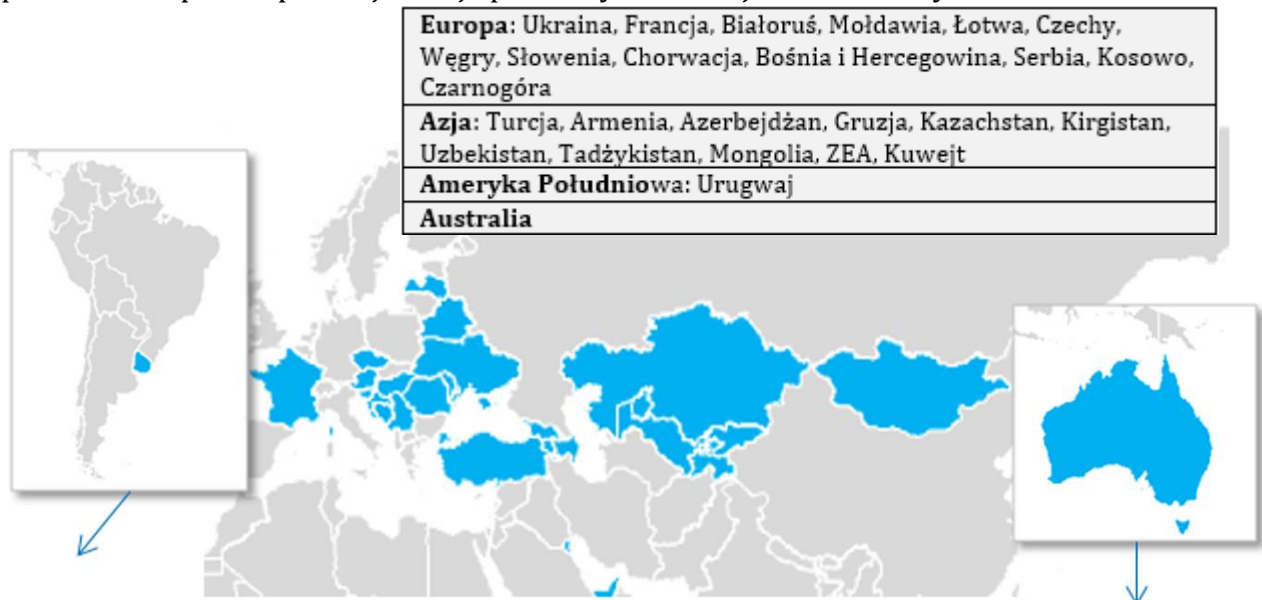 Europa: Ukraina, Francja, Białoruś, Mołdawia, Łotwa, Czechy,
Węgry, Słowenia, Chorwacja, Bośnia i Hercegowina, Serbia, Kosowo,
Czarnogóra
Azja: Turcja, Armenia, Azerbejdżan, Gruzja, Kazachstan, Kirgistan,
Uzbekistan, Tadżykistan, Mongolia, ZEA, Kuwejt
Ameryka Południowa: Urugwaj
Australia